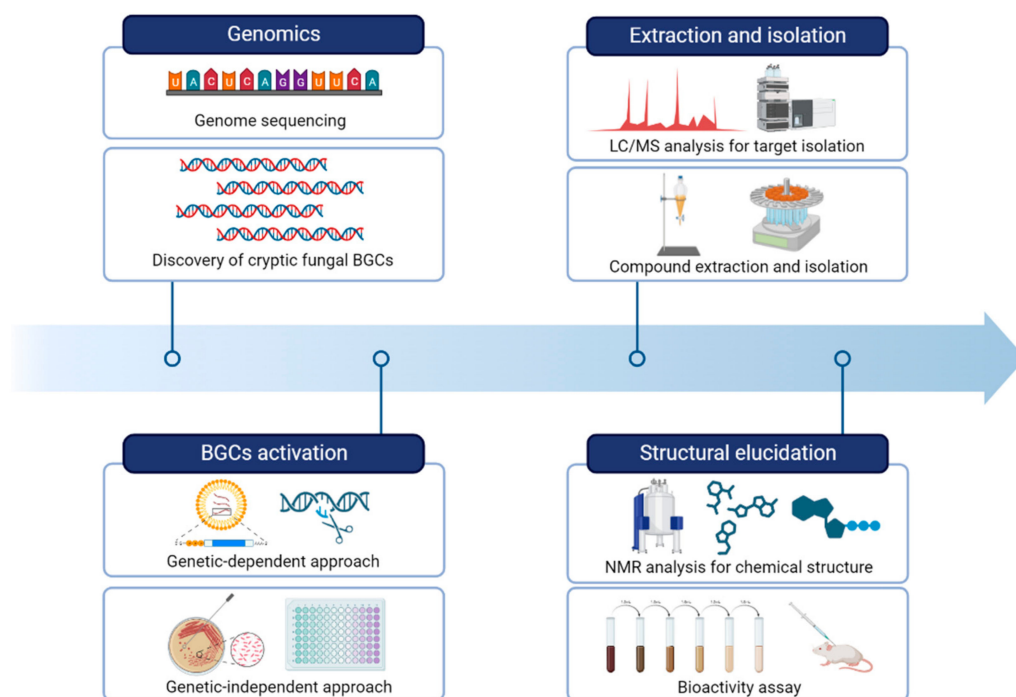 Genomics
U A C U C A G G U U C A
Genome sequencing
Discovery of cryptic fungal BGCs
Extraction and isolation
LC/MS analysis for target isolation
Compound extraction and isolation
BGCs activation
Genetic-dependent approach
Genetic-independent approach
Structural elucidation
NMR analysis for chemical structure
Bioactivity assay